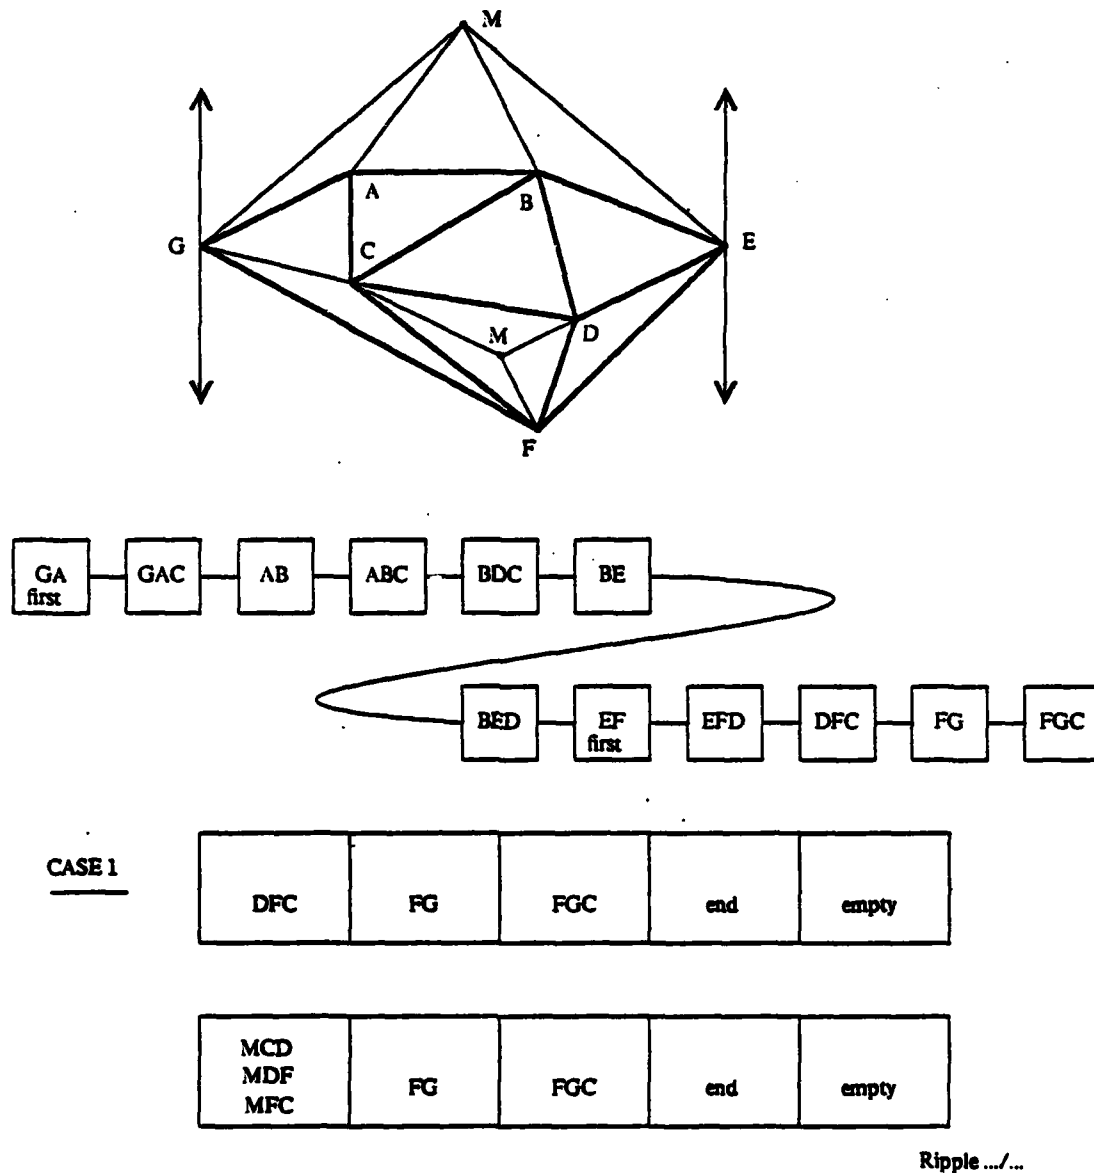 M
A
B
G
E
C
M
D
F
GA first
GAC
AB
ABC
BDC
BE
BED
EF first
EFD
DFC
FG
FGC
CASE 1
DFC
FG
FGC
end
empty
MCD
MDF
MFC
FG
FGC
end
empty
Ripple .../...